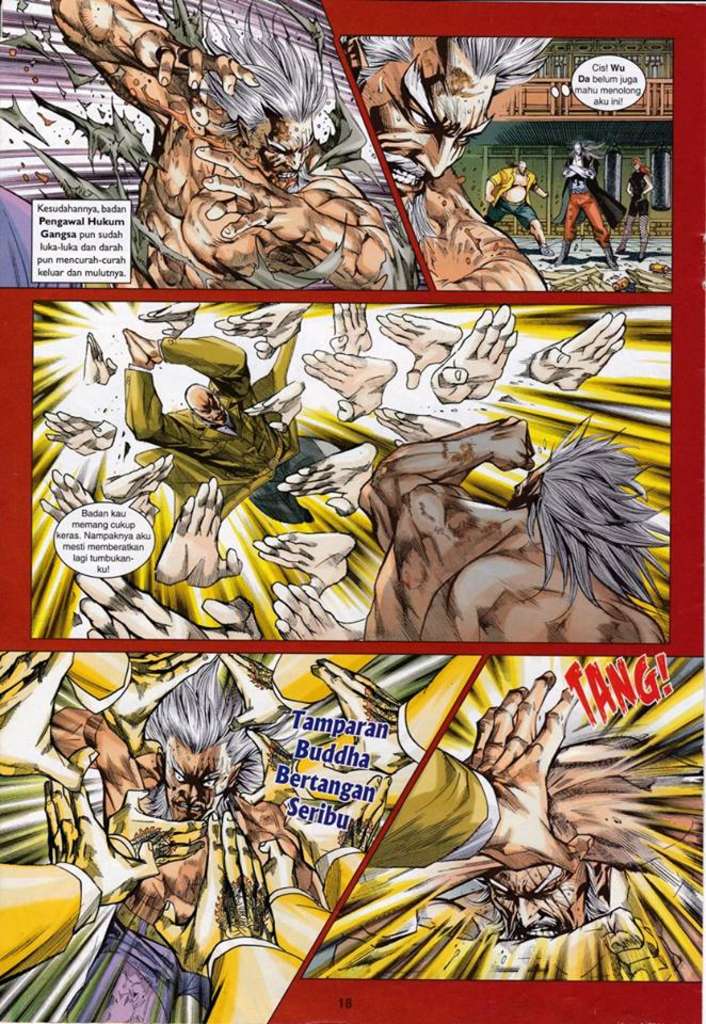 Kesudahannya, badan
Pengawal Hukum
Gangsa pun sudah
luka-luka dan darah
pun mencurah-curah
keluar dan mulutnya.
Cis! Wu
Da belum juga
mahu menolong
aku ini!
Badan kau
memang cukup
keras. Nampaknya aku
mesti memberatkan
lagi tumbukan-
ku!
Tamparan
Buddha
Bertangan
Seribu
TANG!
18